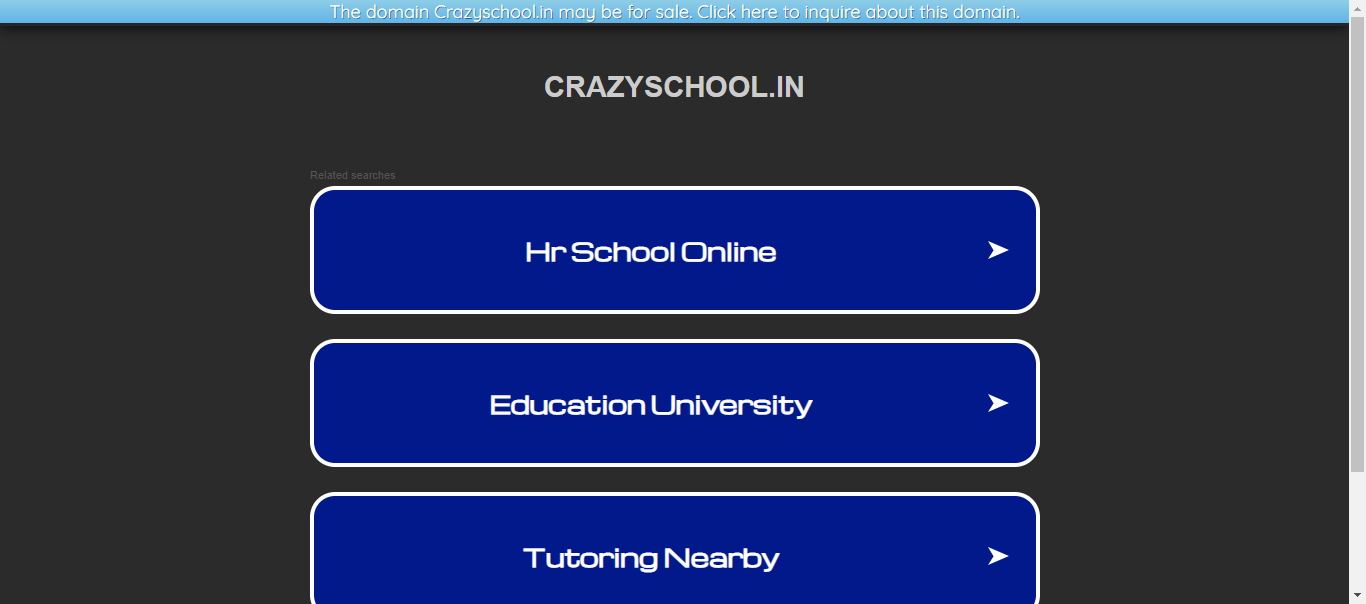 The domain Crazyschool.in may be for sale. Click here to inquire about this domain.
CRAZYSCHOOL.IN
Related searches
Hr School Online
Education University
Tutoring Nearby